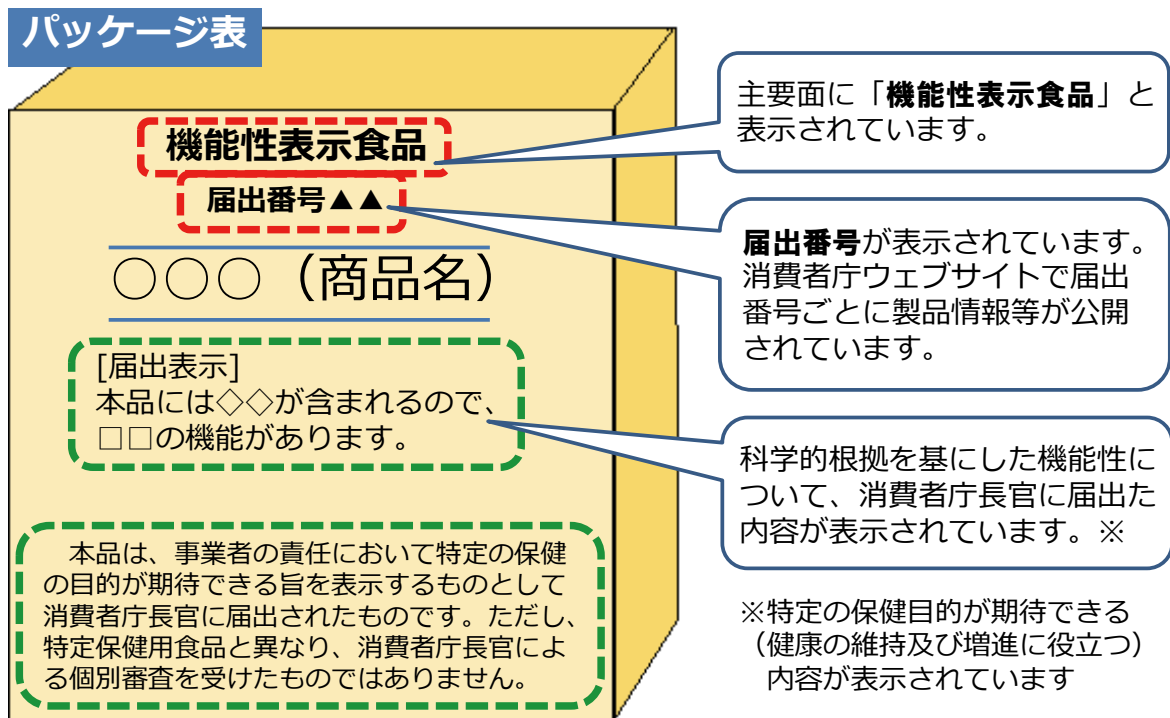 パッケージ表
機能性表示食品
届出番号▲▲
○○○（商品名）
[届出表示]
本品には◇◇が含まれるので、
□□の機能があります。
本品は、事業者の責任において特定の保健
の目的が期待できる旨を表示するものとして
消費者庁長官に届出されたものです。ただし、
特定保健用食品と異なり、消費者庁長官によ
る個別審査を受けたものではありません。
主要面に「機能性表示食品」と
表示されています。
届出番号が表示されています。
消費者庁ウェブサイトで届出
番号ごとに製品情報等が公開
されています。
科学的根拠を基にした機能性に
ついて、消費者庁長官に届出た
内容が表示されています。※
※特定の保健目的が期待できる
（健康の維持及び増進に役立つ）
内容が表示されています